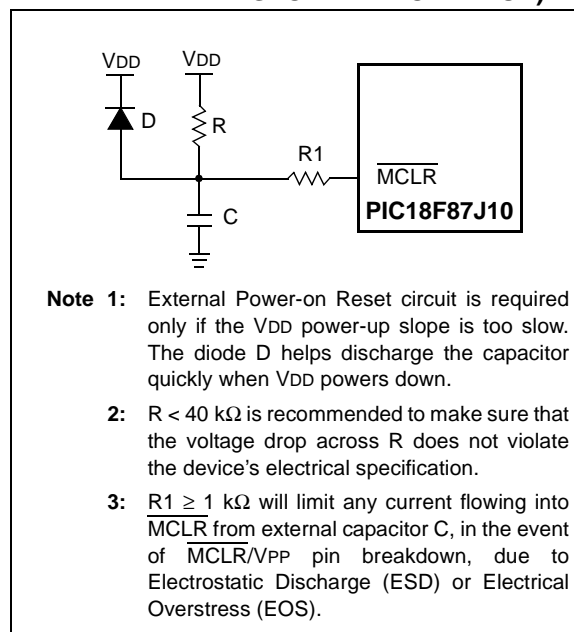 VDD VDD
D
R
R1
MCLR
PIC18F87J10
C
Note 1: External Power-on Reset circuit is required
only if the VDD power-up slope is too slow.
The diode D helps discharge the capacitor
quickly when VDD powers down.
2: R < 40 kΩ is recommended to make sure that
the voltage drop across R does not violate
the device's electrical specification.
3: R1 ≥ 1 kΩ will limit any current flowing into
MCLR from external capacitor C, in the event
of MCLR/VPP pin breakdown, due to
Electrostatic Discharge (ESD) or Electrical
Overstress (EOS).